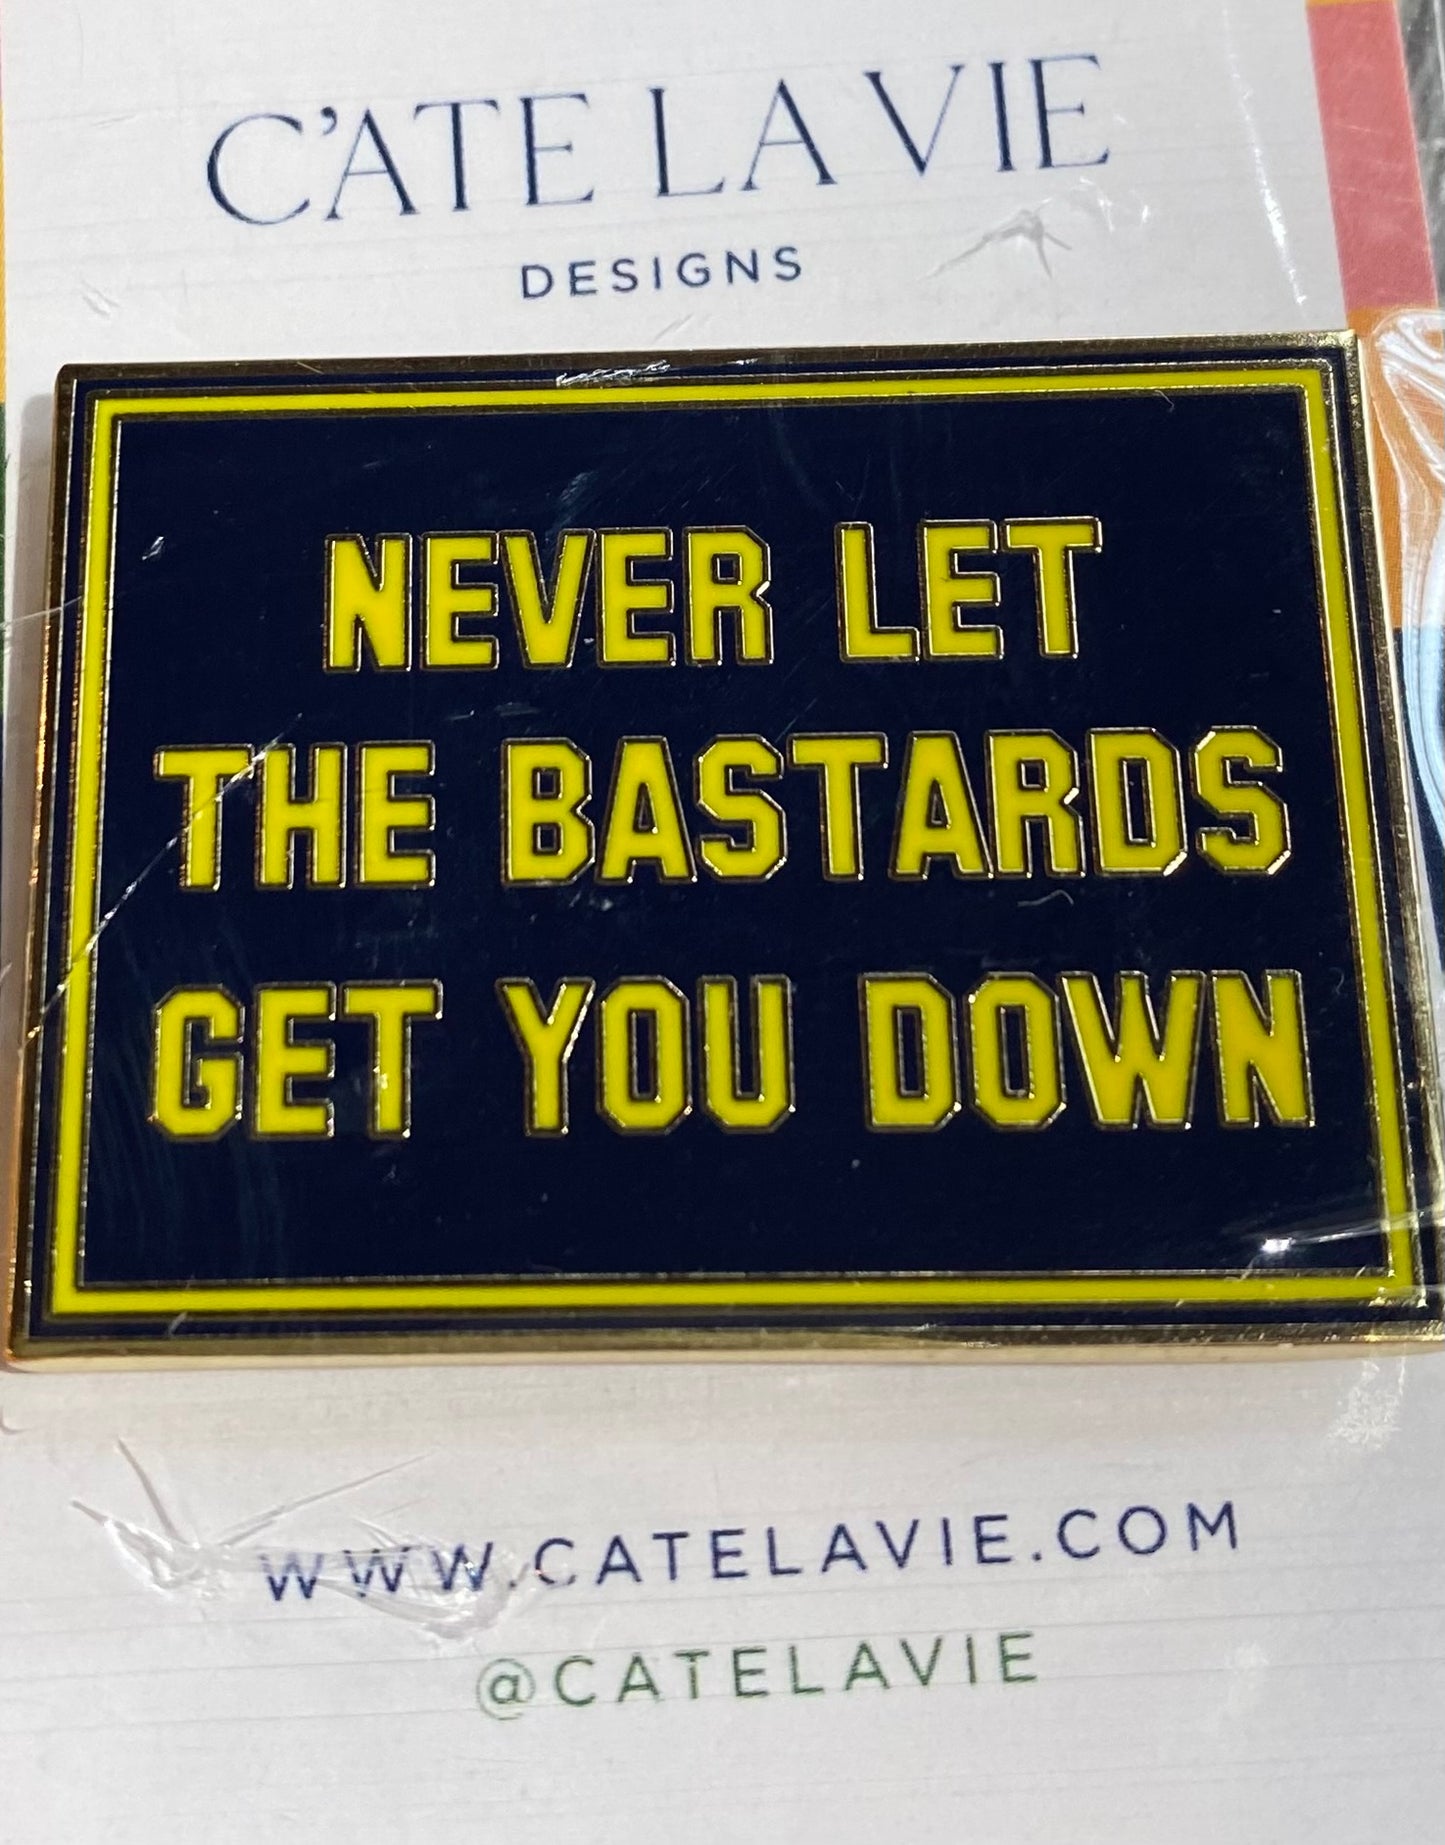 C'ATE LA VIE
DESIGNS
NEVER LET
THE BASTARDS
GET YOU DOWN
WWW.CATELAVIE.COM
@CATELAVIE